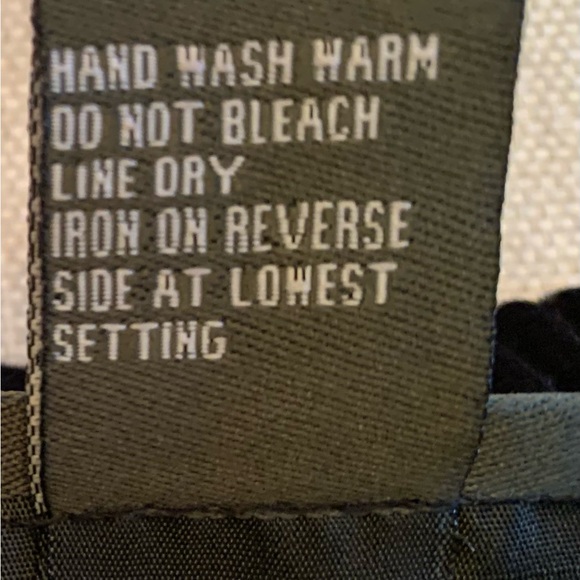 HAND WASH WARM
DO NOT BLEACH
LINE DRY
IRON ON REVERSE
SIDE AT LOWEST
SETTING